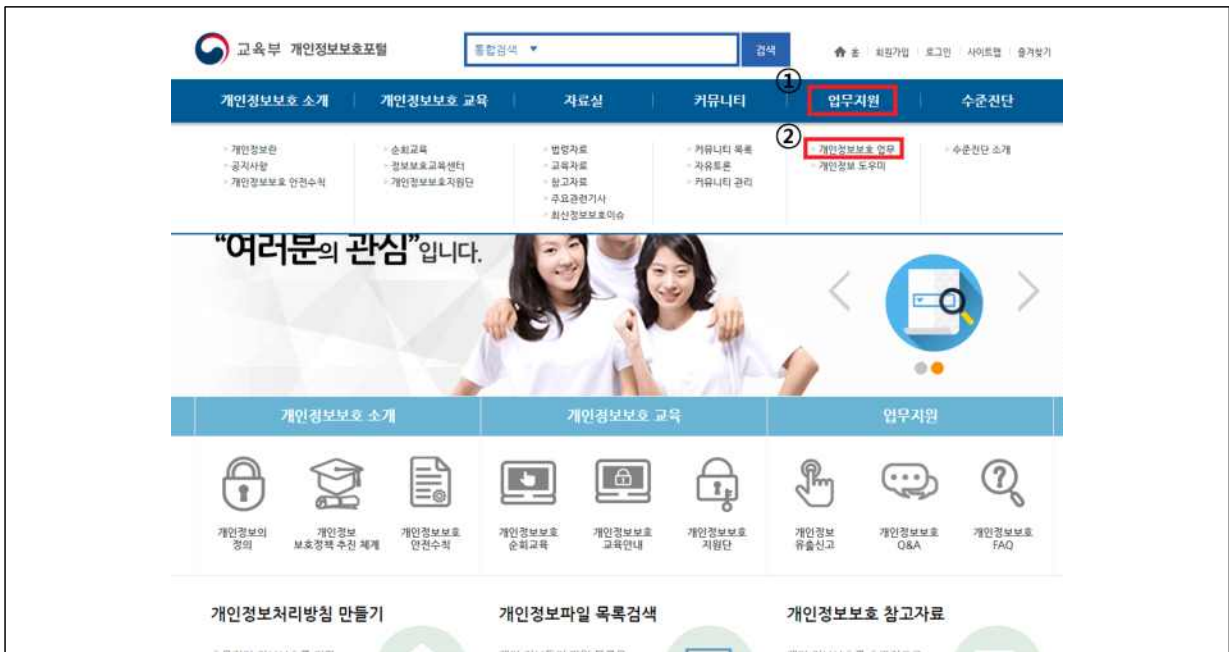 교육부 개인정보보호포털
통합검색
검색
홈 회원가입 로그인 사이트맵 즐겨찾기
①
개인정보보호 소개 개인정보보호 교육 자료실 커뮤니티 업무지원 수준진단
②
개인정보란 순회교육 법령자료 커뮤니티 목록 개인정보보호 업무 수준진단 소개
공지사항 정보보호교육센터 교육자료 자유토론 개인정보 도우미
개인정보보호 안전수칙 개인정보보호지원단 참고자료 커뮤니티 관리
주요관련기사
최신정보보호이슈
“여러분의 관심”입니다.
개인정보보호 소개 개인정보보호 교육 업무지원
개인정보의 개인정보 개인정보보호 개인정보보호 개인정보보호 개인정보보호 개인정보 개인정보보호 개인정보보호
정의 보호정책 추진 체계 안전수칙 순회교육 교육안내 지원단 유출신고 Q&A FAQ
개인정보처리방침 만들기 개인정보파일 목록검색 개인정보보호 참고자료